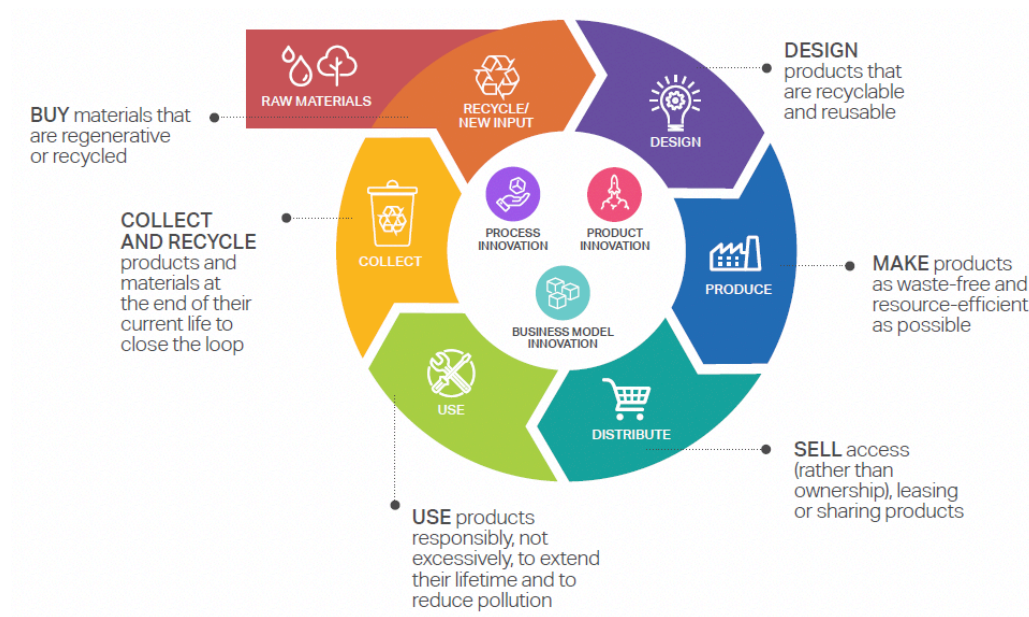 RAW MATERIALS
RECYCLE/
NEW INPUT
DESIGN
PRODUCE
DISTRIBUTE
USE
COLLECT
PROCESS
INNOVATION
PRODUCT
INNOVATION
BUSINESS MODEL
INNOVATION
DESIGN
products that
are recyclable
and reusable
MAKE products
as waste-free and
resource-efficient
as possible
SELL access
(rather than
ownership), leasing
or sharing products
USE products
responsibly, not
excessively, to extend
their lifetime and to
reduce pollution
COLLECT
AND RECYCLE
products and
materials at
the end of their
current life to
close the loop
BUY materials that
are regenerative
or recycled